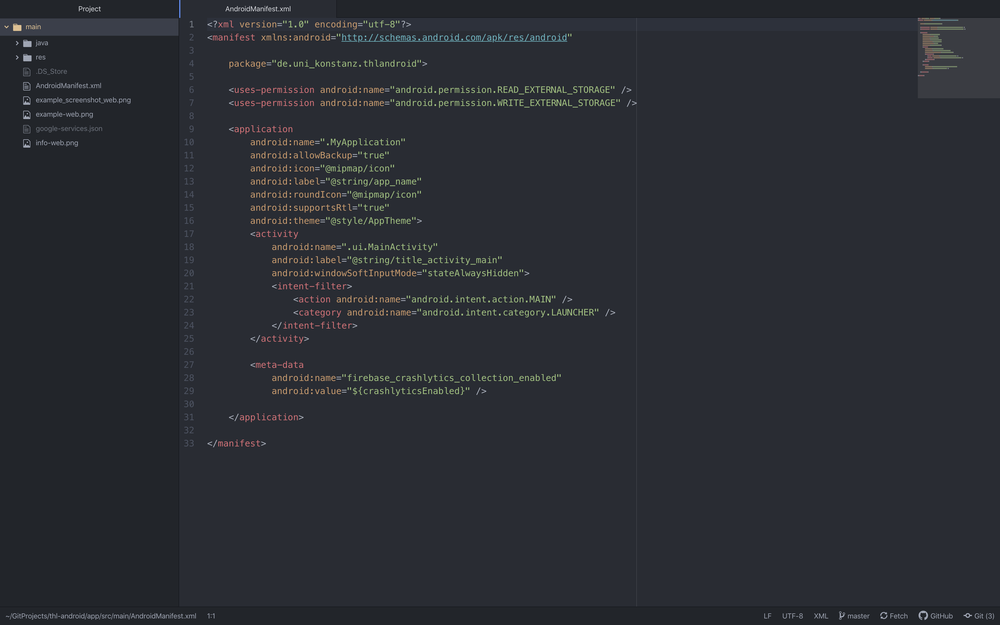 Project
main
java
res
.DS_Store
AndroidManifest.xml
example_screenshot_web.png
example-web.png
google-services.json
info-web.png
AndroidManifest.xml
1 <?xml version="1.0" encoding="utf-8"?>
2 <manifest xmlns:android="http://schemas.android.com/apk/res/android"
3
4     package="de.uni_konstanz.thlandroid">
5
6     <uses-permission android:name="android.permission.READ_EXTERNAL_STORAGE" />
7     <uses-permission android:name="android.permission.WRITE_EXTERNAL_STORAGE" />
8
9     <application
10         android:name=".MyApplication"
11         android:allowBackup="true"
12         android:icon="@mipmap/icon"
13         android:label="@string/app_name"
14         android:roundIcon="@mipmap/icon"
15         android:supportsRtl="true"
16         android:theme="@style/AppTheme">
17         <activity
18             android:name=".ui.MainActivity"
19             android:label="@string/title_activity_main"
20             android:windowSoftInputMode="stateAlwaysHidden">
21             <intent-filter>
22                 <action android:name="android.intent.action.MAIN" />
23                 <category android:name="android.intent.category.LAUNCHER" />
24             </intent-filter>
25         </activity>
26
27         <meta-data
28             android:name="firebase_crashlytics_collection_enabled"
29             android:value="${crashlyticsEnabled}" />
30
31     </application>
32
33 </manifest>
~/GitProjects/thl-android/app/src/main/AndroidManifest.xml 1:1 LF UTF-8 XML master Fetch GitHub Git (3)